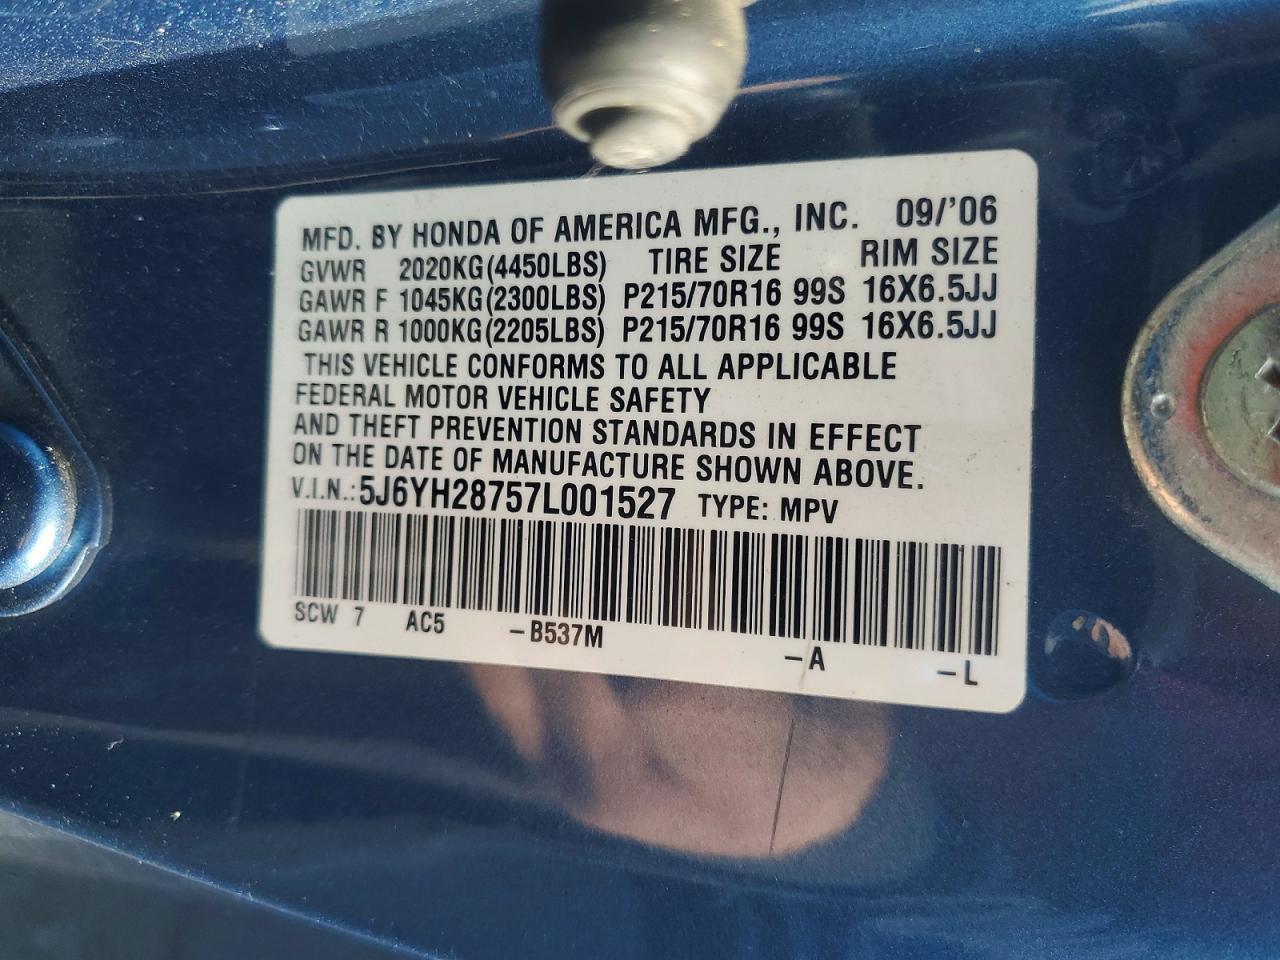 MFD. BY HONDA OF AMERICA MFG., INC. 09/'06
GVWR 2020KG(4450LBS) TIRE SIZE RIM SIZE
GAWR F 1045KG(2300LBS) P215/70R16 99S 16X6.5JJ
GAWR R 1000KG(2205LBS) P215/70R16 99S 16X6.5JJ
THIS VEHICLE CONFORMS TO ALL APPLICABLE
FEDERAL MOTOR VEHICLE SAFETY
AND THEFT PREVENTION STANDARDS IN EFFECT
ON THE DATE OF MANUFACTURE SHOWN ABOVE.
V.I.N.:5J6YH28757L001527 TYPE: MPV
SCW 7 AC5 –B537M –A –L